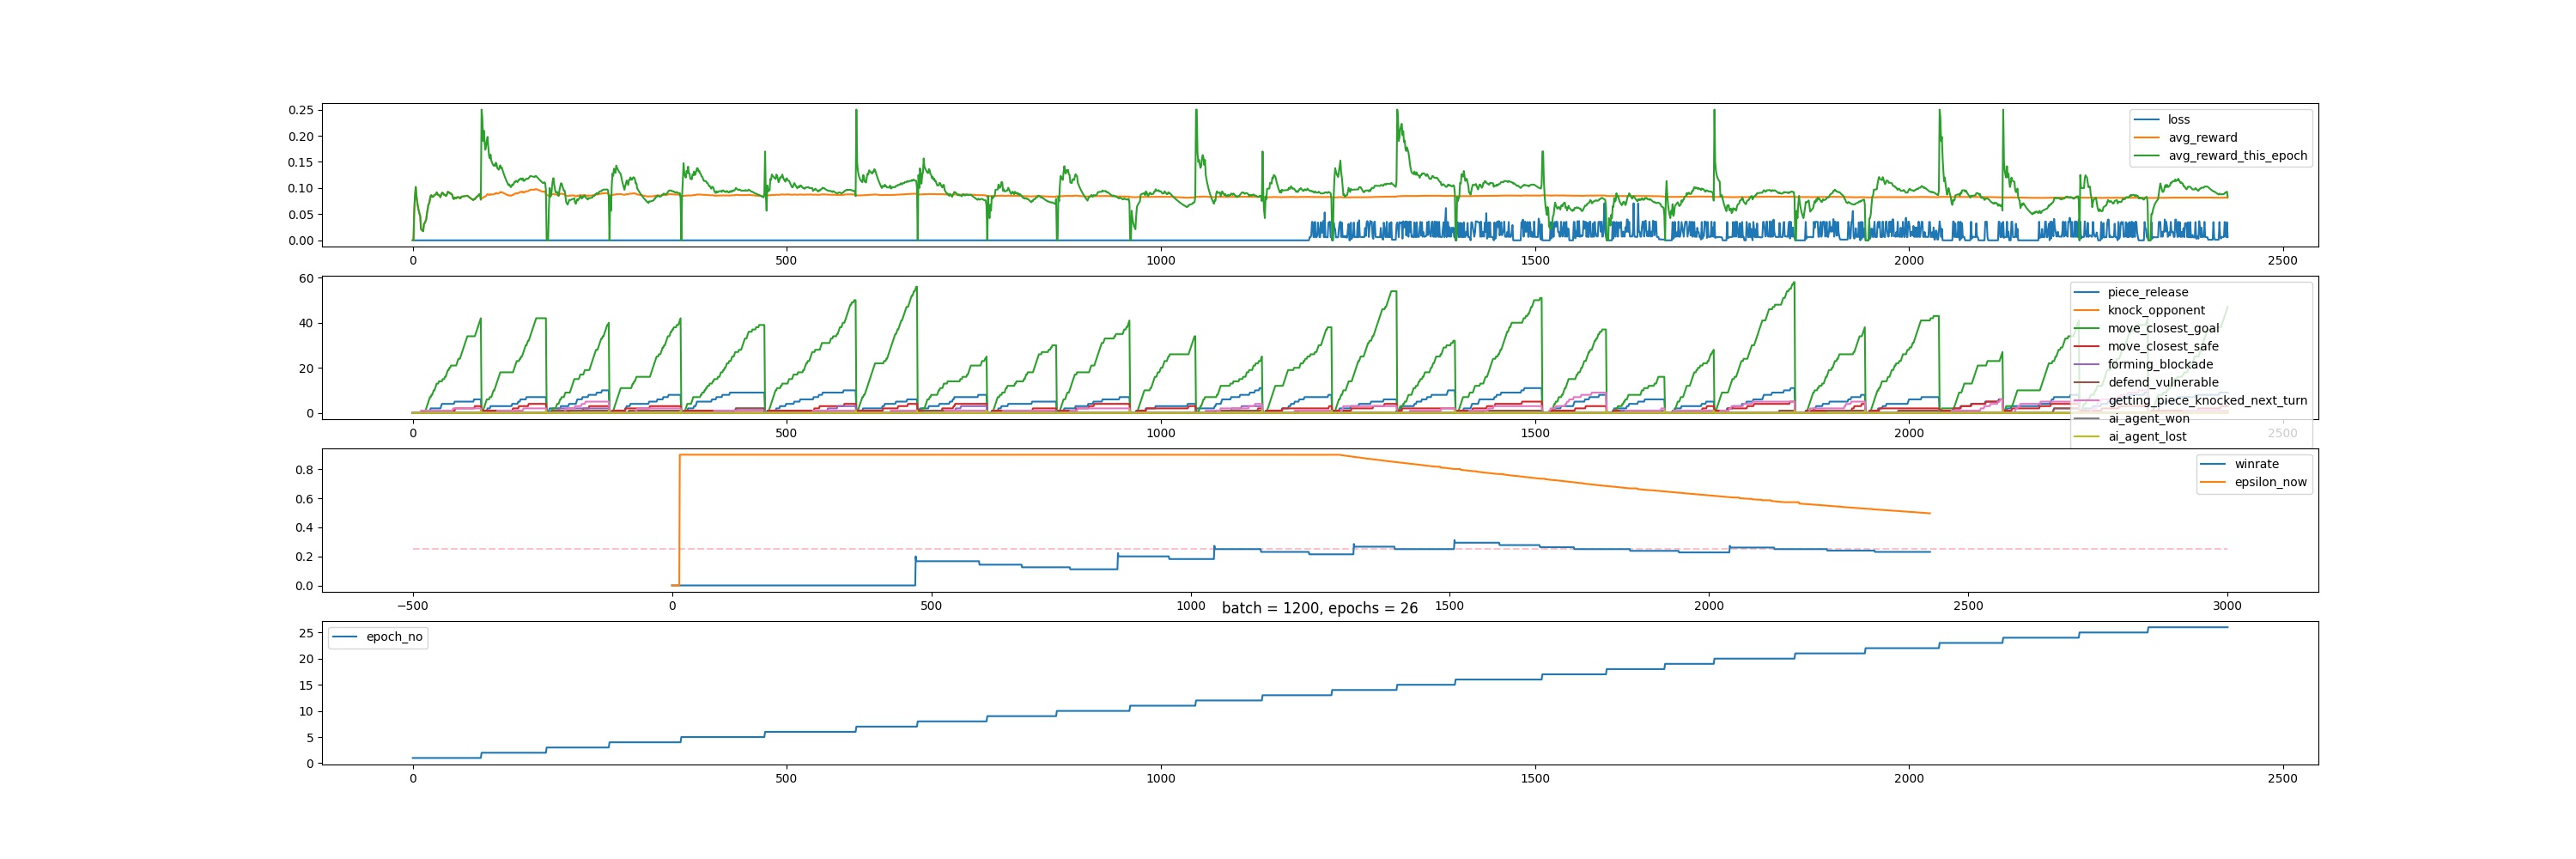 0.25
0.20
0.15
0.10
0.05
0.00
loss
avg_reward
avg_reward_this_epoch
0 500 1000 1500 2000 2500
60
40
20
0
piece_release
knock_opponent
move_closest_goal
move_closest_safe
forming_blockade
defend_vulnerable
getting_piece_knocked_next_turn
ai_agent_won
ai_agent_lost
0 500 1000 1500 2000 2500
0.8
0.6
0.4
0.2
0.0
winrate
epsilon_now
−500 0 500 1000 1500 2000 2500 3000
batch = 1200, epochs = 26
25
20
15
10
5
0
epoch_no
0 500 1000 1500 2000 2500